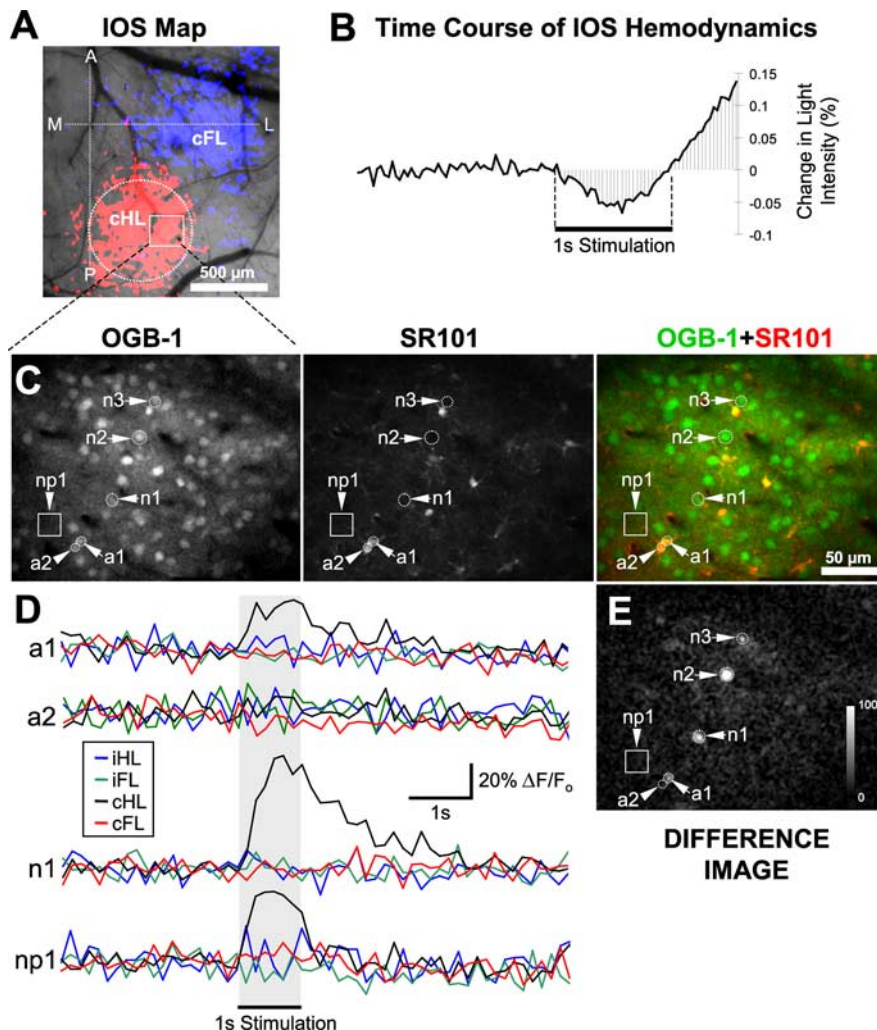 A IOS Map
A
M
L
cFL
cHL
P
500 µm
B Time Course of IOS Hemodynamics
0.15
0.10
0.05
0
-0.05
-0.1
Change in Light
Intensity (%)
1s Stimulation
OGB-1
SR101
OGB-1+SR101
C
n3
n2
np1
n1
a2
a1
n3
n2
np1
n1
a2
a1
n3
n2
np1
n1
a2
a1
50 µm
D
a1
a2
iHL
iFL
cHL
cFL
20% ΔF/Fo
1s
n1
np1
1s Stimulation
E
n3
n2
np1
n1
a2
a1
100
0
DIFFERENCE
IMAGE